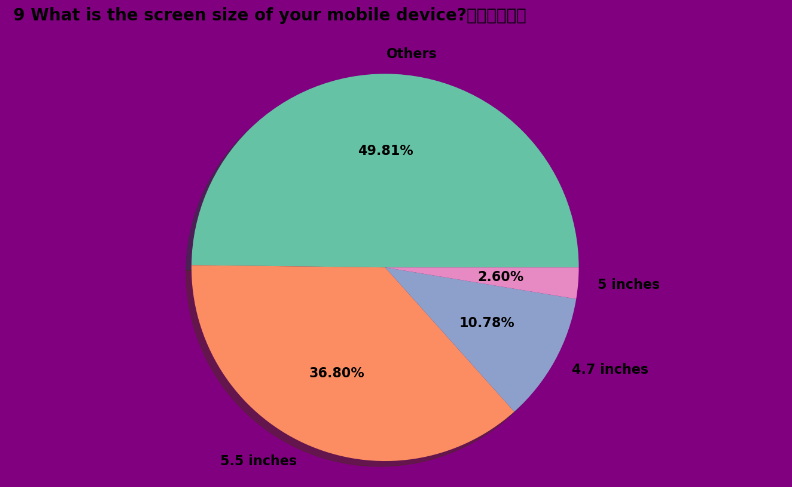 9 What is the screen size of your mobile device?
Others
49.81%
2.60%
5 inches
10.78%
4.7 inches
36.80%
5.5 inches